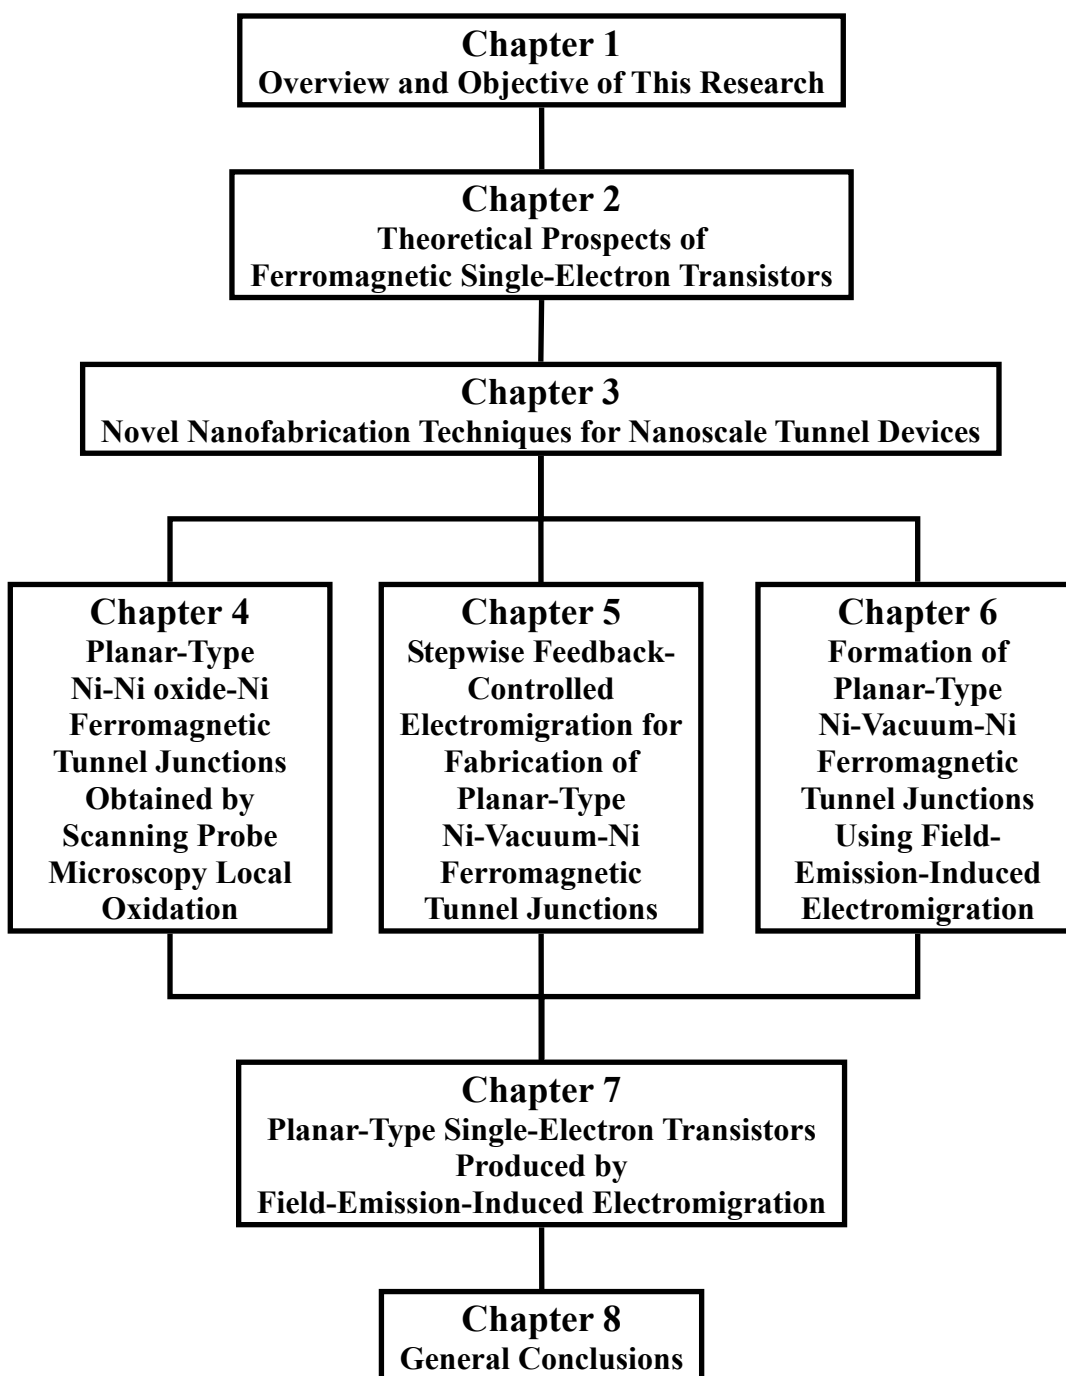 Chapter 1
Overview and Objective of This Research
Chapter 2
Theoretical Prospects of
Ferromagnetic Single-Electron Transistors
Chapter 3
Novel Nanofabrication Techniques for Nanoscale Tunnel Devices
Chapter 4
Planar-Type
Ni-Ni oxide-Ni
Ferromagnetic
Tunnel Junctions
Obtained by
Scanning Probe
Microscopy Local
Oxidation
Chapter 5
Stepwise Feedback-
Controlled
Electromigration for
Fabrication of
Planar-Type
Ni-Vacuum-Ni
Ferromagnetic
Tunnel Junctions
Chapter 6
Formation of
Planar-Type
Ni-Vacuum-Ni
Ferromagnetic
Tunnel Junctions
Using Field-
Emission-Induced
Electromigration
Chapter 7
Planar-Type Single-Electron Transistors
Produced by
Field-Emission-Induced Electromigration
Chapter 8
General Conclusions